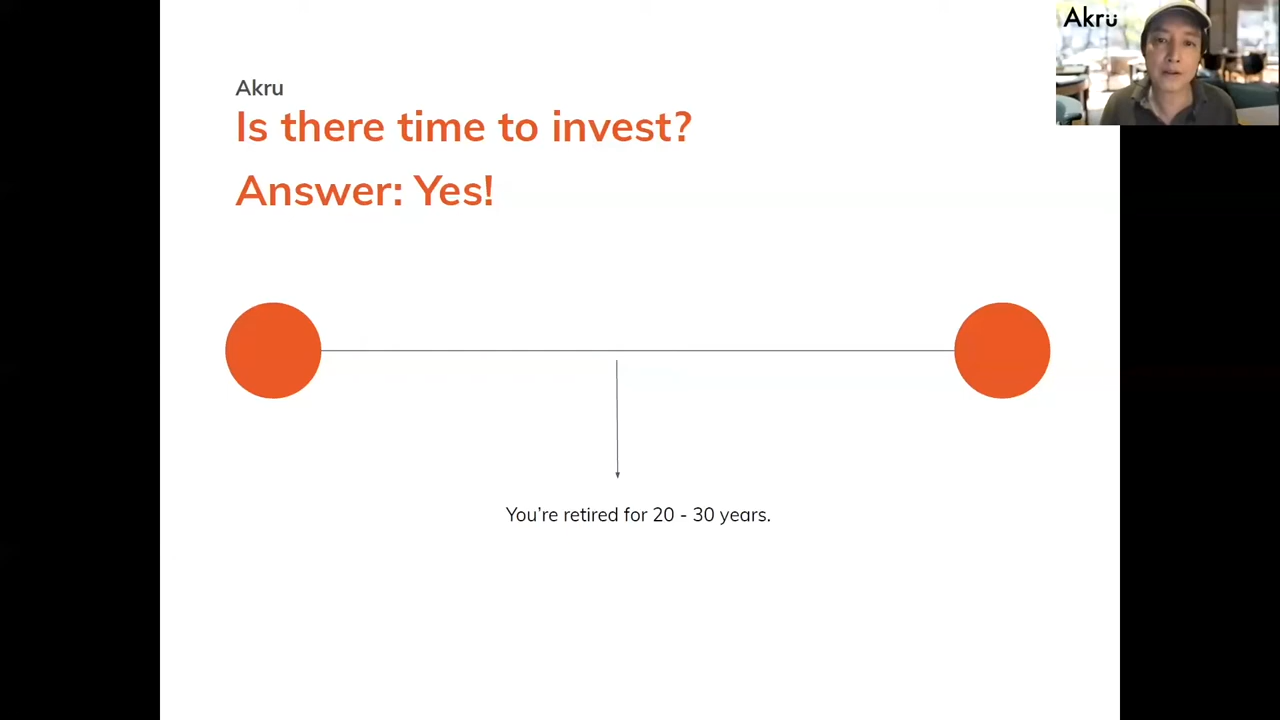 Akru
Akru
Is there time to invest?
Answer: Yes!
You’re retired for 20 - 30 years.